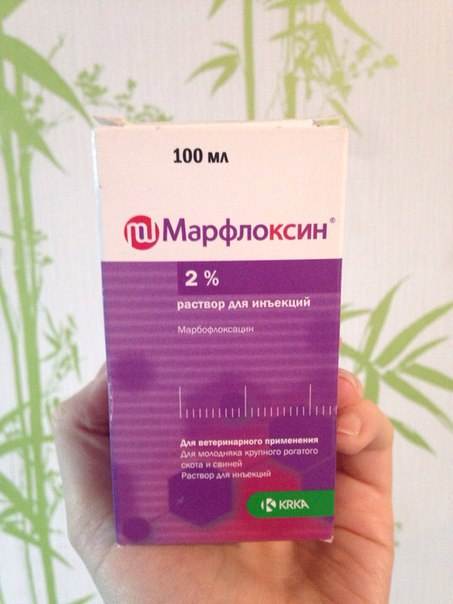 100 мл
Марфлоксин®
2 %
раствор для инъекций
Марбофлоксацин
Для ветеринарного применения
Для молодняка крупного рогатого
скота и свиней
Раствор для инъекций
KRKA